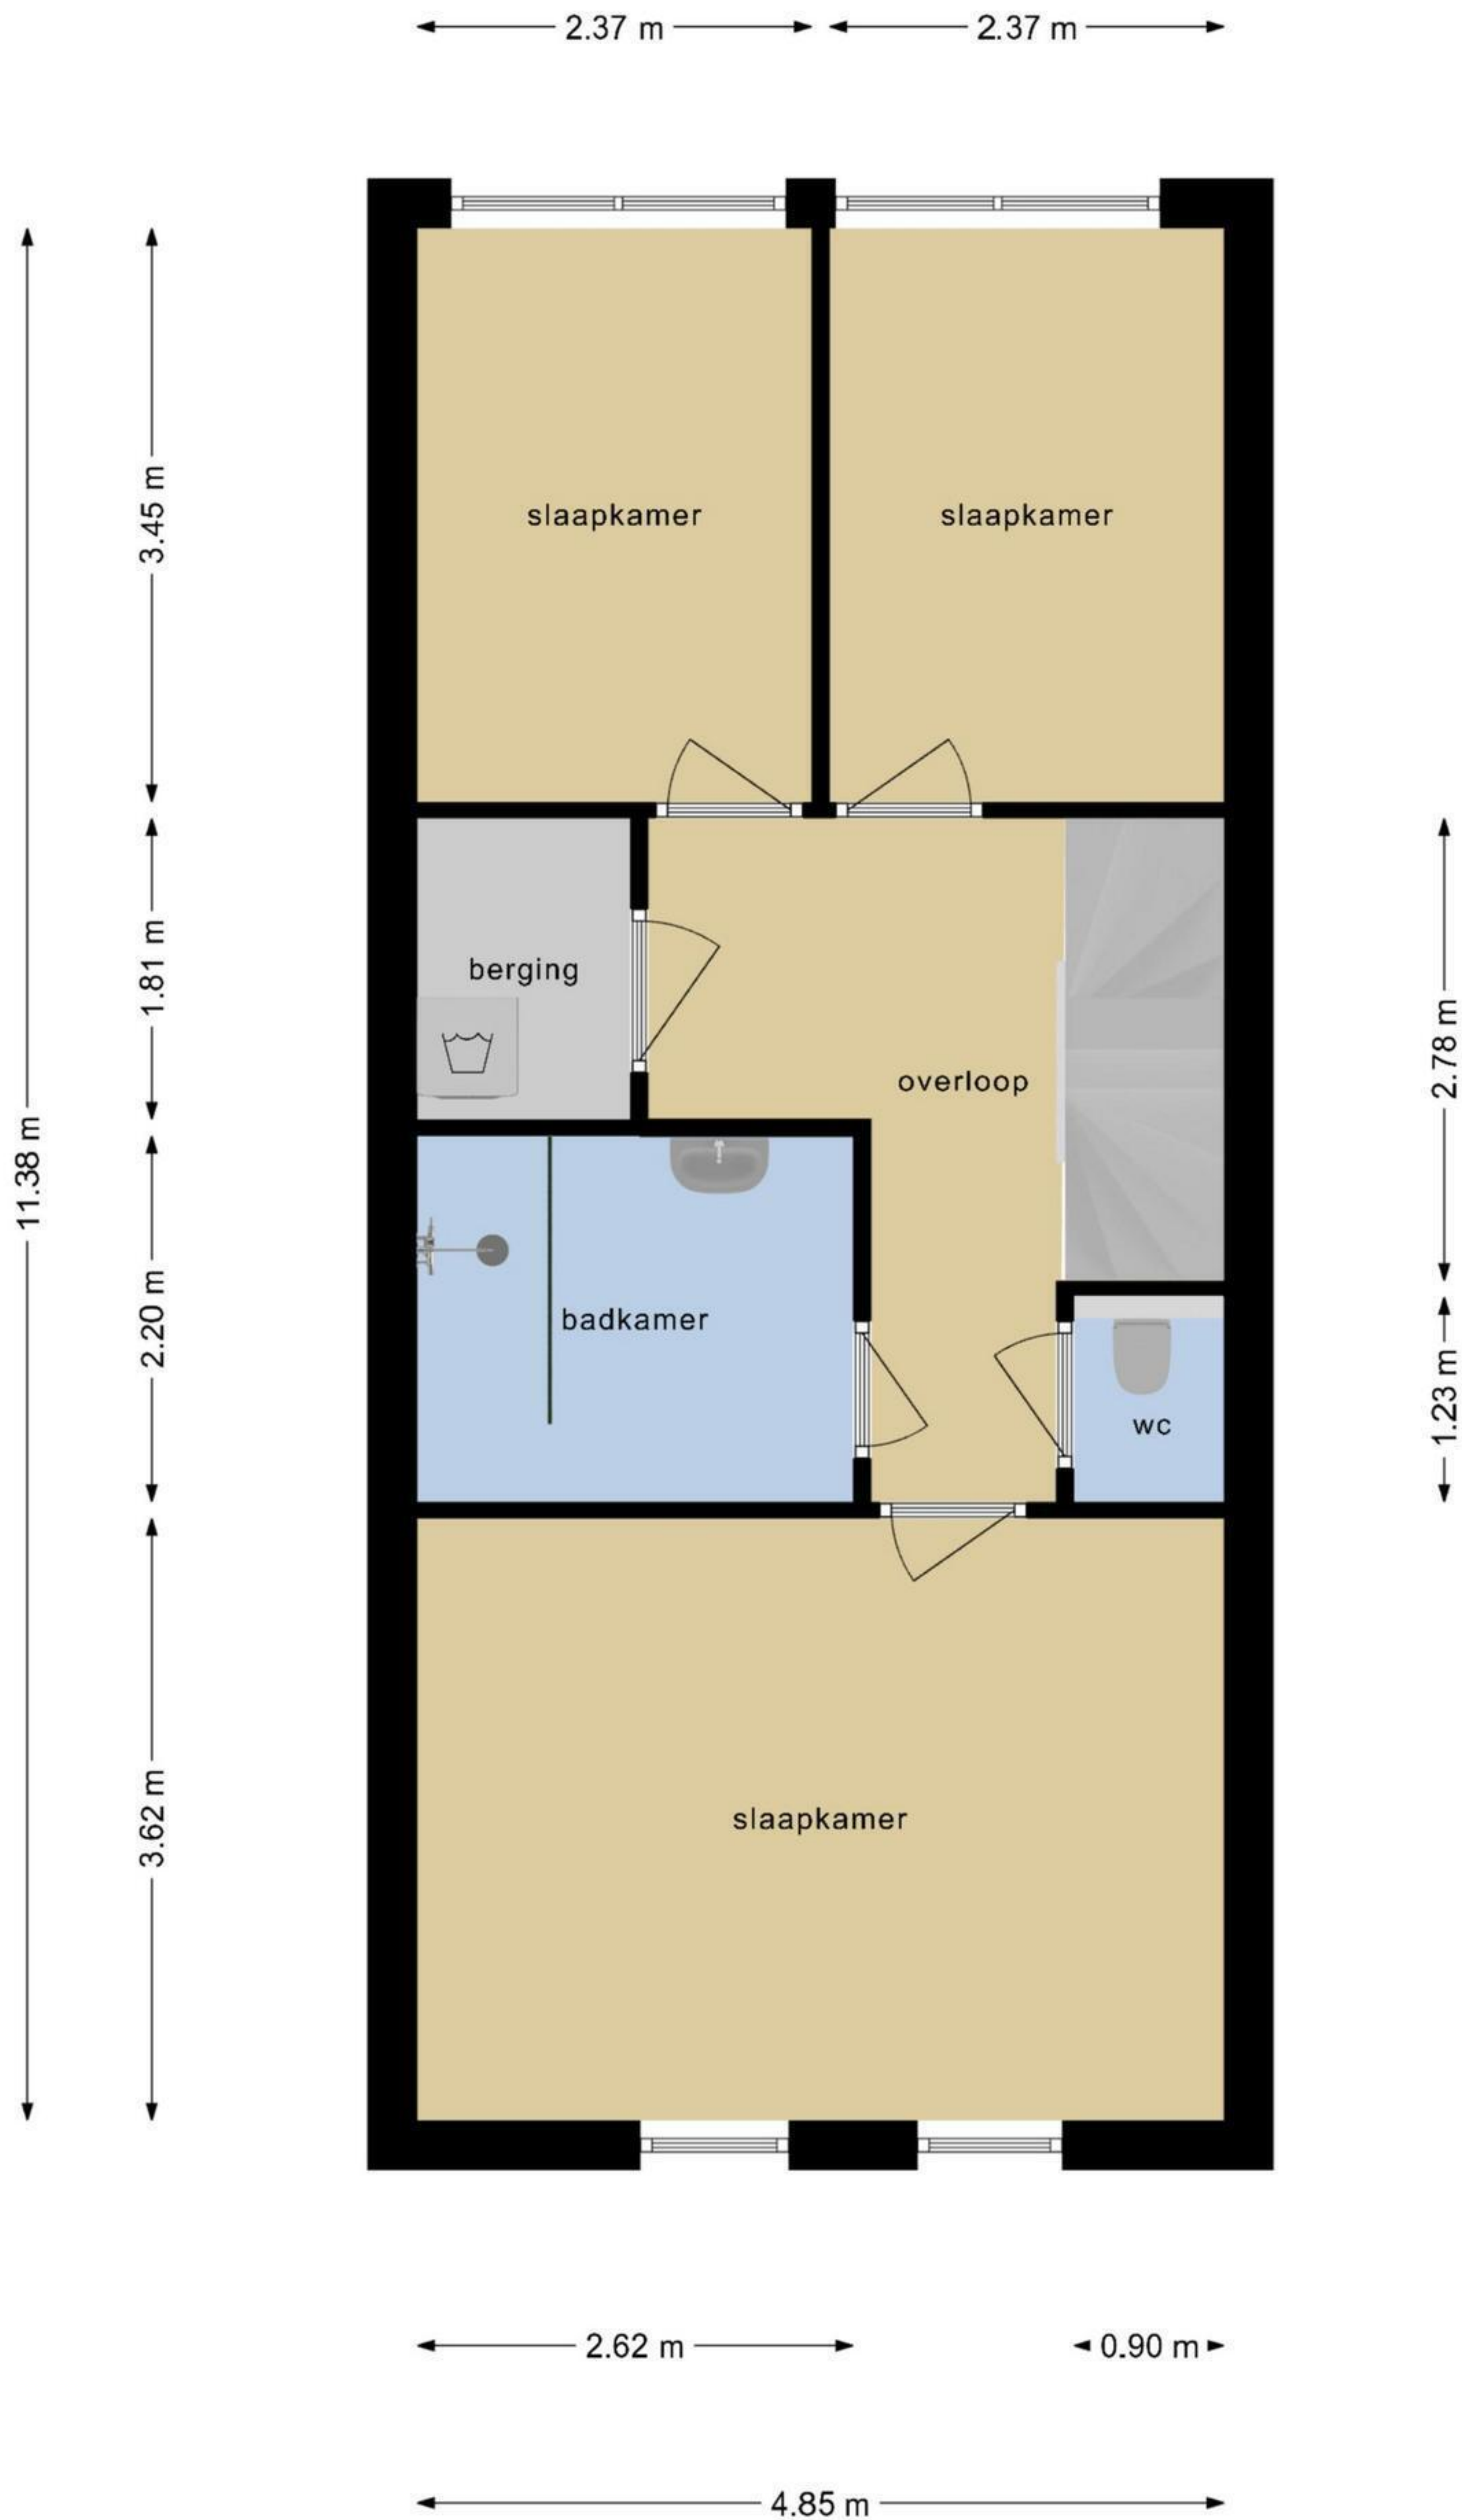 2.37 m
2.37 m
3.45 m
slaapkamer
slaapkamer
1.81 m
berging
2.78 m
overloop
11.38 m
2.20 m
badkamer
1.23 m
wc
3.62 m
slaapkamer
2.62 m
0.90 m
4.85 m